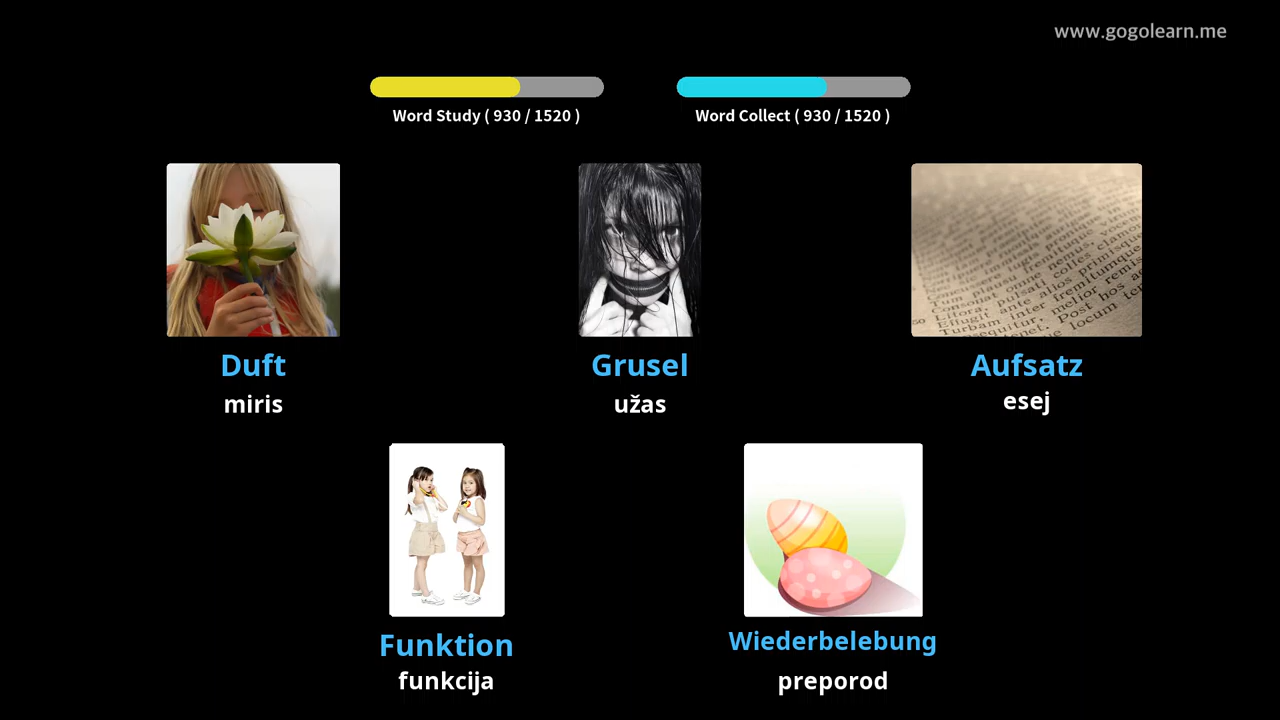 www.gogolearn.me
Word Study ( 930 / 1520 )
Word Collect ( 930 / 1520 )
Duft
miris
Grusel
užas
Aufsatz
esej
Funktion
funkcija
Wiederbelebung
preporod